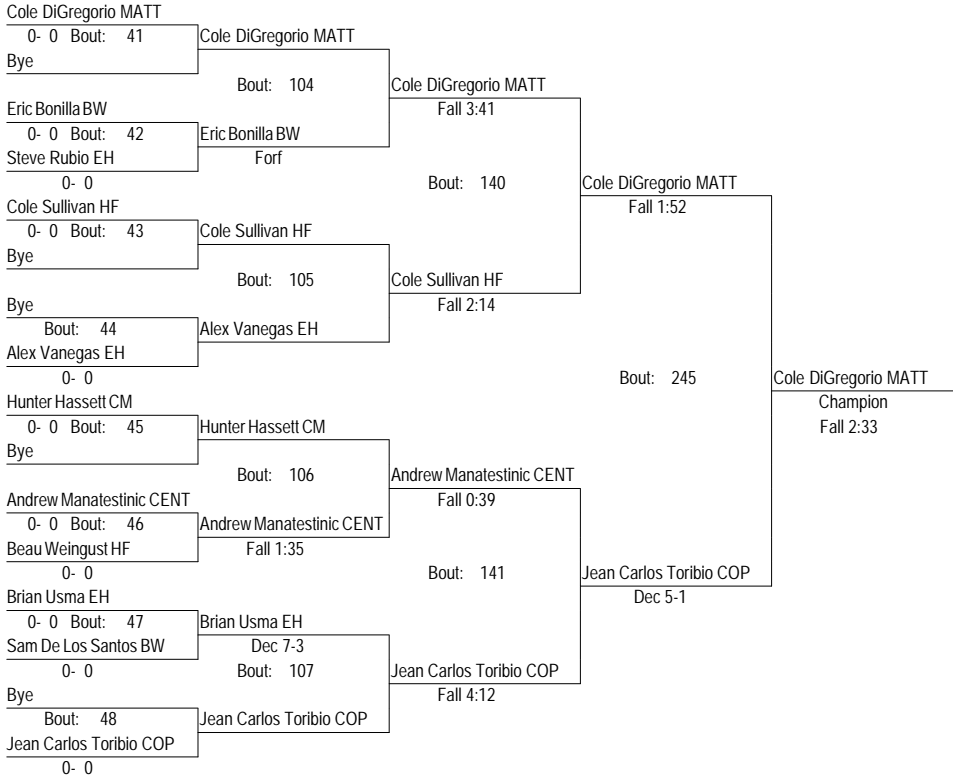 Cole DiGregorio MATT
0- 0 Bout: 41
Cole DiGregorio MATT
Bye
Bout: 104
Cole DiGregorio MATT
Eric Bonilla BW
Fall 3:41
0- 0 Bout: 42
Eric Bonilla BW
Steve Rubio EH
Forf
0- 0
Bout: 140
Cole DiGregorio MATT
Cole Sullivan HF
Fall 1:52
0- 0 Bout: 43
Cole Sullivan HF
Bye
Bout: 105
Cole Sullivan HF
Bye
Fall 2:14
Bout: 44
Alex Vanegas EH
Alex Vanegas EH
0- 0
Bout: 245
Cole DiGregorio MATT
Hunter Hassett CM
Champion
0- 0 Bout: 45
Hunter Hassett CM
Fall 2:33
Bye
Bout: 106
Andrew Manatestinic CENT
Andrew Manatestinic CENT
Fall 0:39
0- 0 Bout: 46
Andrew Manatestinic CENT
Beau Weingust HF
Fall 1:35
0- 0
Bout: 141
Jean Carlos Toribio COP
Brian Usma EH
Dec 5-1
0- 0 Bout: 47
Brian Usma EH
Sam De Los Santos BW
Dec 7-3
0- 0
Bout: 107
Jean Carlos Toribio COP
Bye
Fall 4:12
Bout: 48
Jean Carlos Toribio COP
Jean Carlos Toribio COP
0- 0